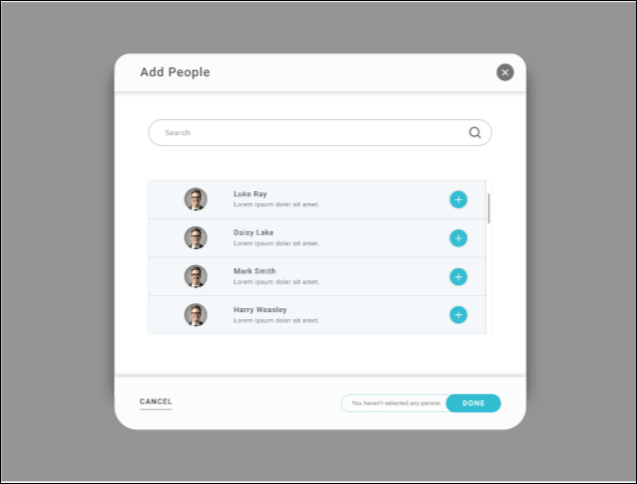 Add People
Search
Luke Ray
Lorem ipsum doler sit amet.
Daisy Lake
Lorem ipsum doler sit amet.
Mark Smith
Lorem ipsum doler sit amet.
Harry Weasley
Lorem ipsum doler sit amet.
CANCEL
You haven't selected any person
DONE